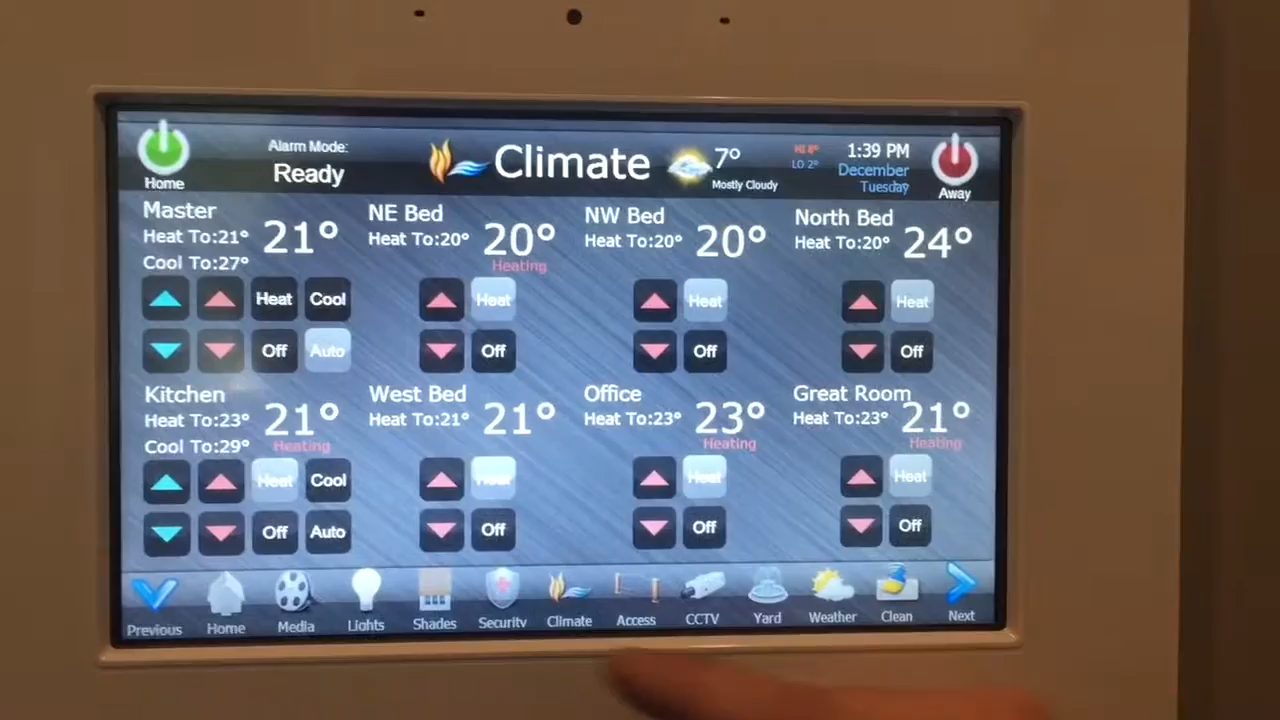 Home
Alarm Mode:
Ready
Climate
7°
Mostly Cloudy
HI 8°
LO 2°
1:39 PM
December
Tuesday
Away
Master
Heat To:21°
Cool To:27°
21°
Heat
Cool
Off
Auto
NE Bed
Heat To:20°
20°
Heating
Heat
Off
NW Bed
Heat To:20°
20°
Heat
Off
North Bed
Heat To:20°
24°
Heat
Off
Kitchen
Heat To:23°
Cool To:29°
21°
Heating
Heat
Cool
Off
Auto
West Bed
Heat To:21°
21°
Heat
Off
Office
Heat To:23°
23°
Heating
Heat
Off
Great Room
Heat To:23°
21°
Heating
Heat
Off
Previous
Home
Media
Lights
Shades
Security
Climate
Access
CCTV
Yard
Weather
Clean
Next